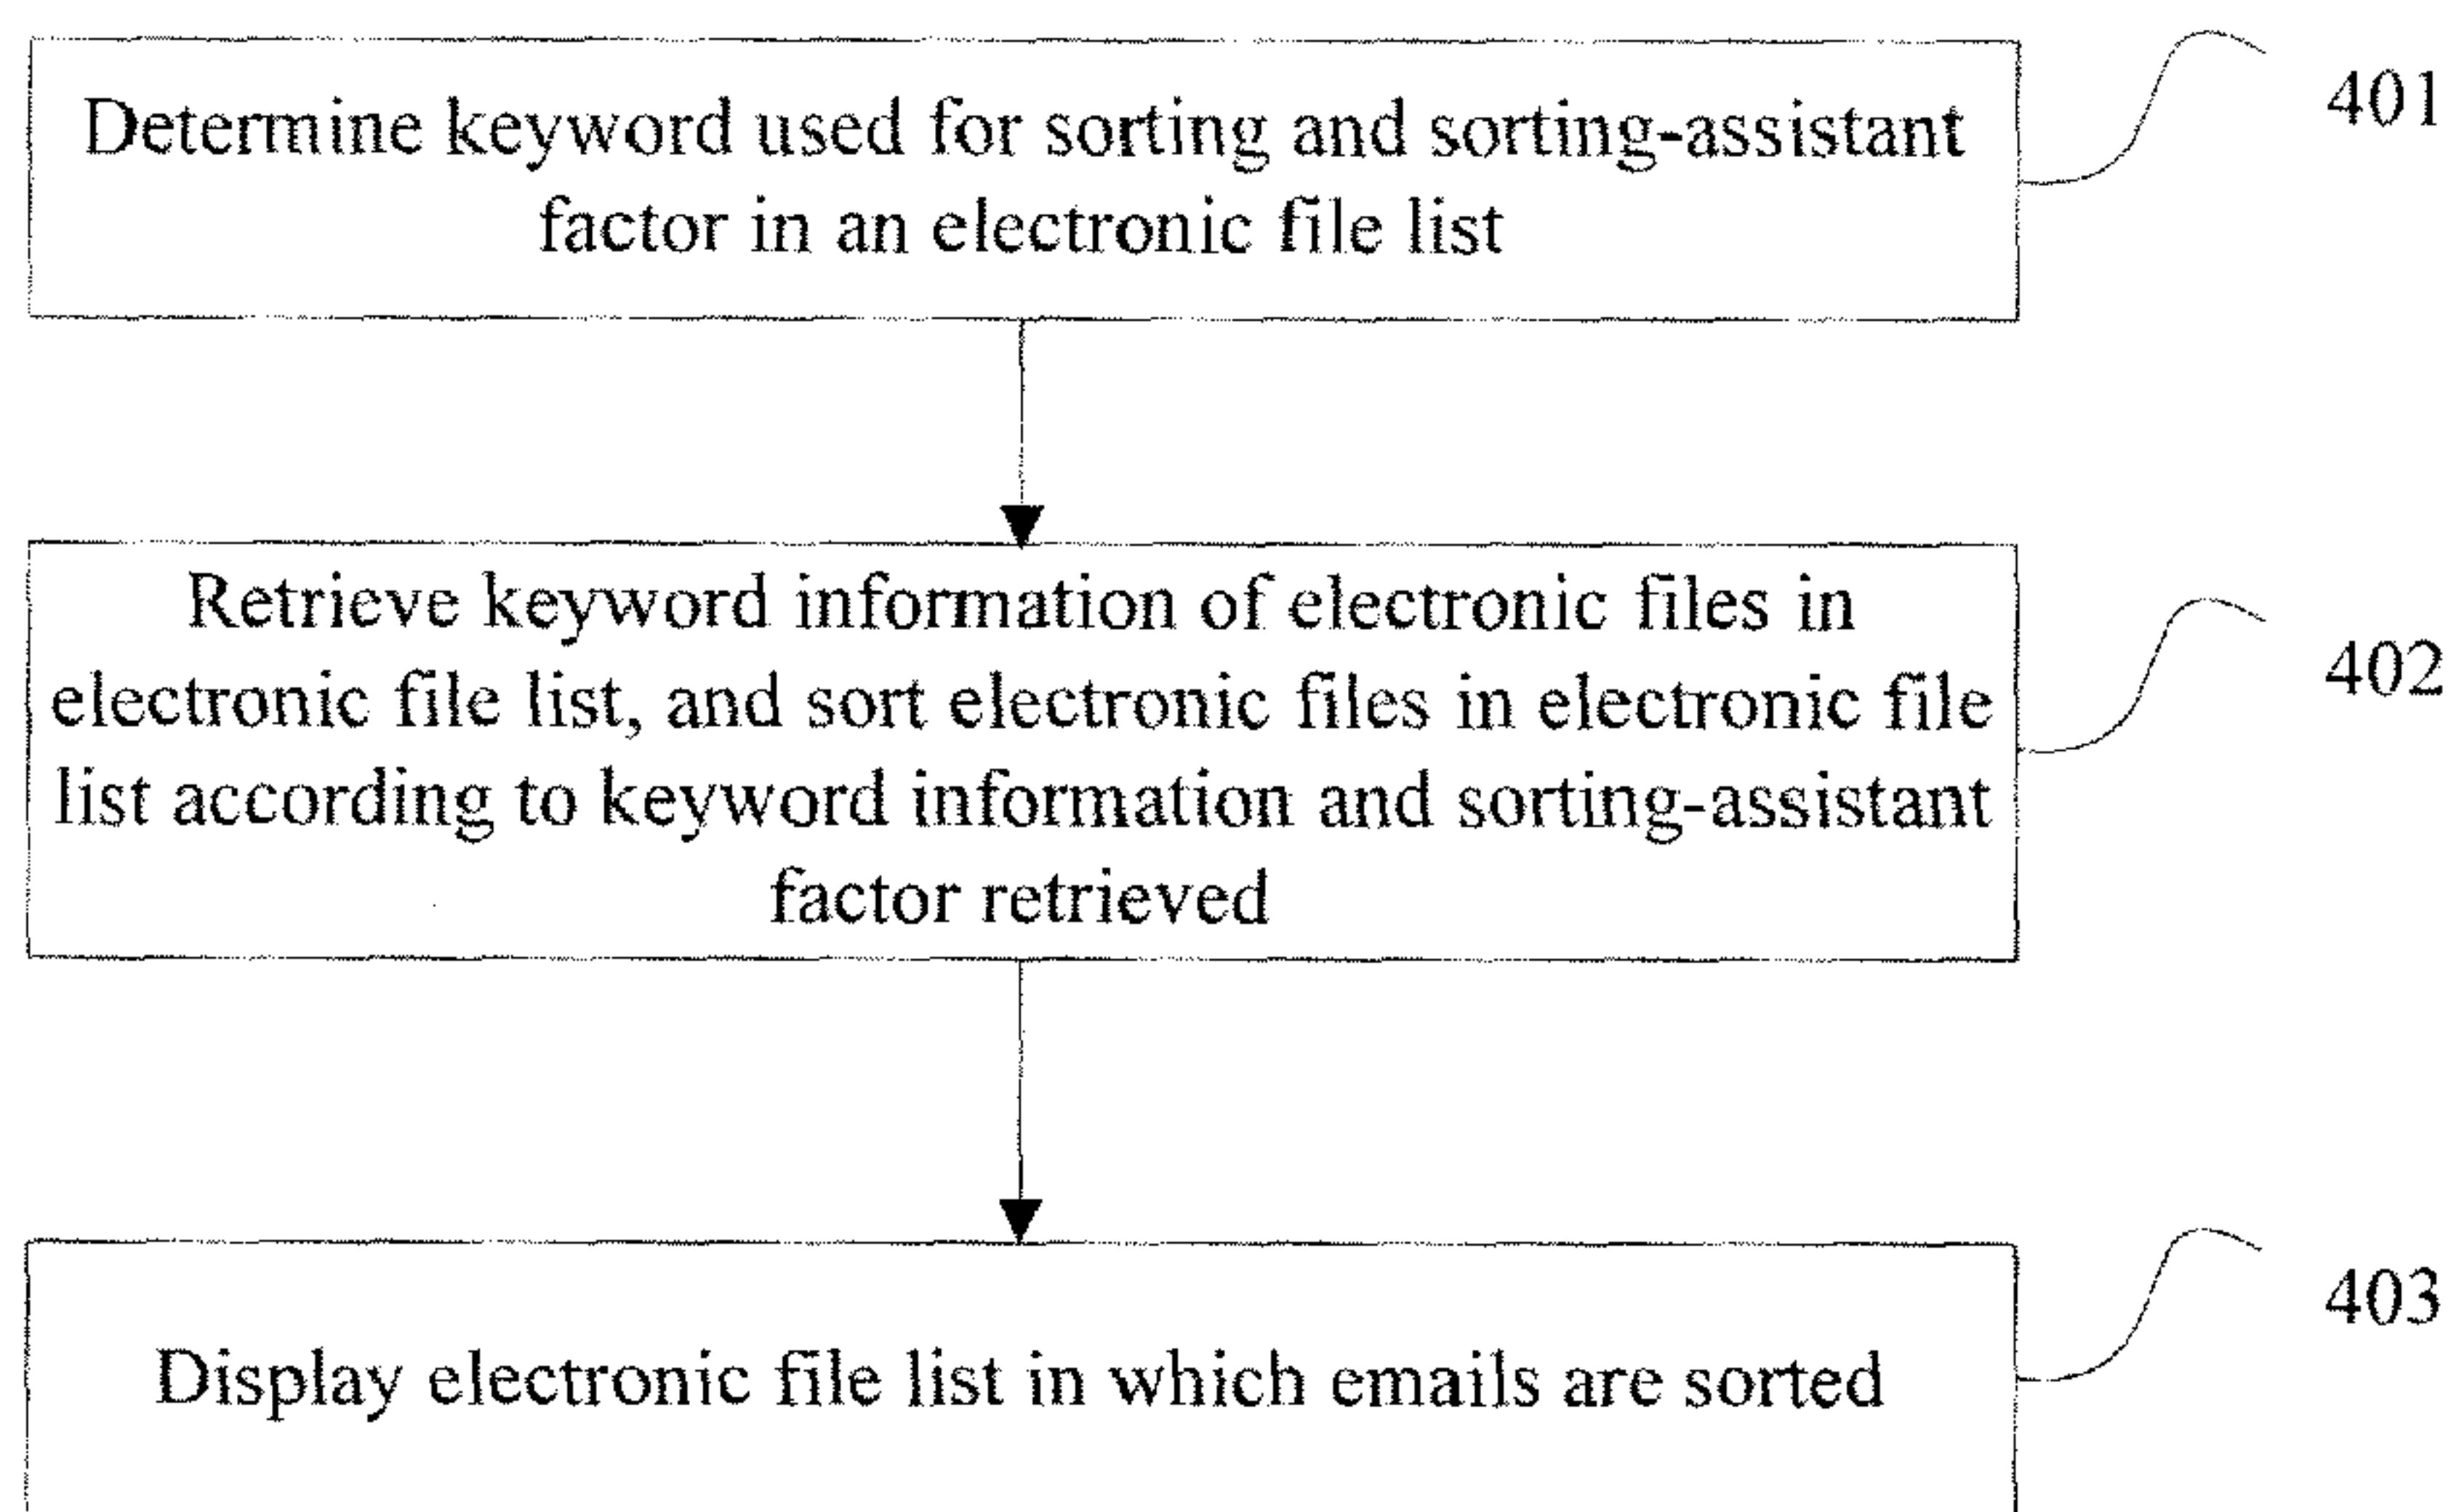 Determine keyword used for sorting and sorting-assistant
factor in an electronic file list
401
Retrieve keyword information of electronic files in
electronic file list, and sort electronic files in electronic file
list according to keyword information and sorting-assistant
factor retrieved
402
Display electronic file list in which emails are sorted
403